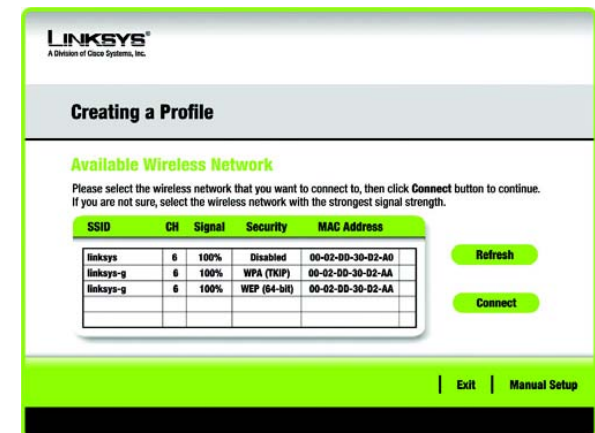 LINKSYS®
A Division of Cisco Systems, Inc.
Creating a Profile
Available Wireless Network
Please select the wireless network that you want to connect to, then click Connect button to continue.
If you are not sure, select the wireless network with the strongest signal strength.
SSID CH Signal Security MAC Address
linksys 6 100% Disabled 00-02-DD-30-D2-A0
linksys-g 6 100% WPA (TKIP) 00-02-DD-30-D2-AA
linksys-g 6 100% WEP (64-bit) 00-02-DD-30-D2-AA
Refresh
Connect
Exit Manual Setup